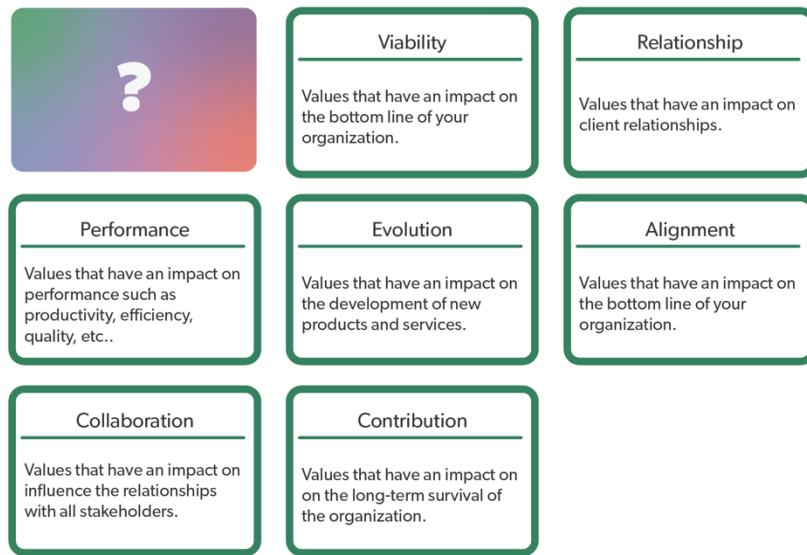 ?
Viability
Values that have an impact on
the bottom line of your
organization.
Relationship
Values that have an impact on
client relationships.
Performance
Values that have an impact on
performance such as
productivity, efficiency,
quality, etc..
Evolution
Values that have an impact on
the development of new
products and services.
Alignment
Values that have an impact on
the bottom line of your
organization.
Collaboration
Values that have an impact on
influence the relationships
with all stakeholders.
Contribution
Values that have an impact on
on the long-term survival of
the organization.